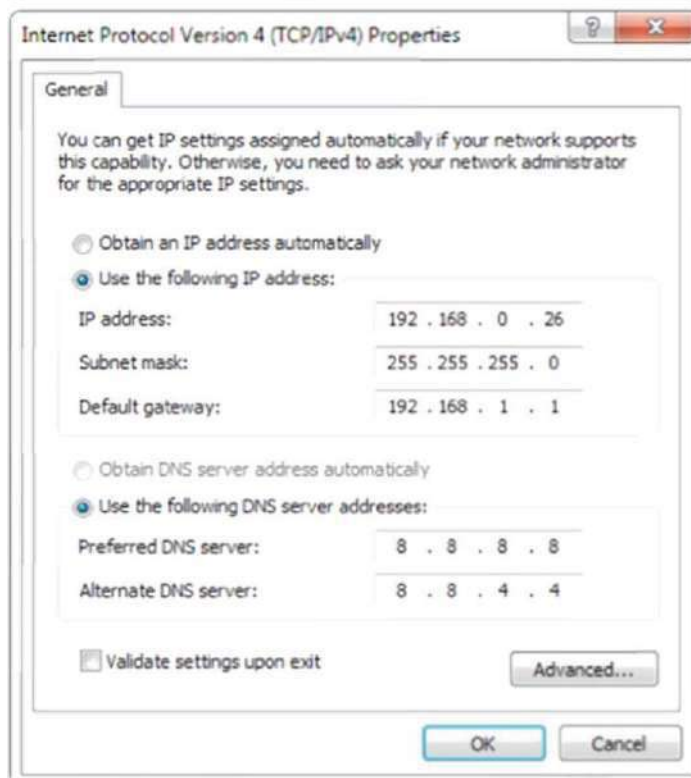 Internet Protocol Version 4 (TCP/IPv4) Properties
General
You can get IP settings assigned automatically if your network supports
this capability. Otherwise, you need to ask your network administrator
for the appropriate IP settings.
Obtain an IP address automatically
Use the following IP address:
IP address: 192 . 168 . 0 . 26
Subnet mask: 255 . 255 . 255 . 0
Default gateway: 192 . 168 . 1 . 1
Obtain DNS server address automatically
Use the following DNS server addresses:
Preferred DNS server: 8 . 8 . 8 . 8
Alternate DNS server: 8 . 8 . 4 . 4
Validate settings upon exit
Advanced...
OK Cancel